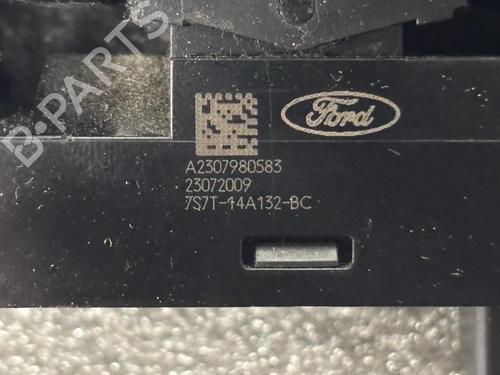 B-PARTS
Ford
A2307980583
23072009
7S7T-14A132-BC